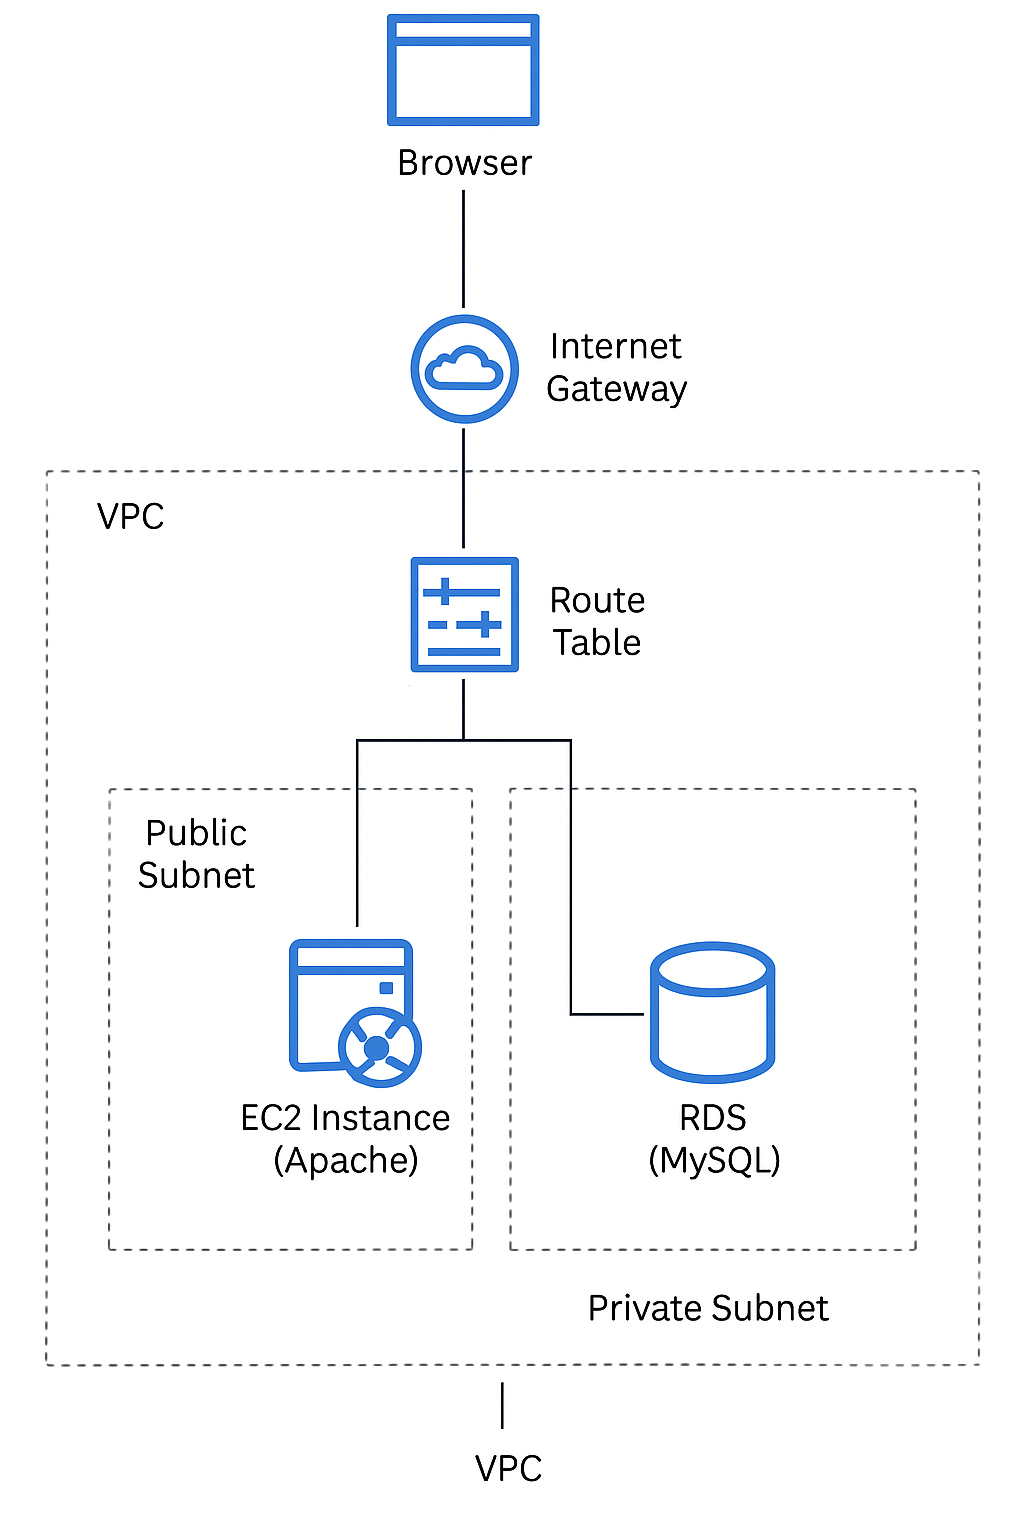 Browser
Internet
Gateway
VPC
Route
Table
Public
Subnet
EC2 Instance
(Apache)
RDS
(MySQL)
Private Subnet
VPC